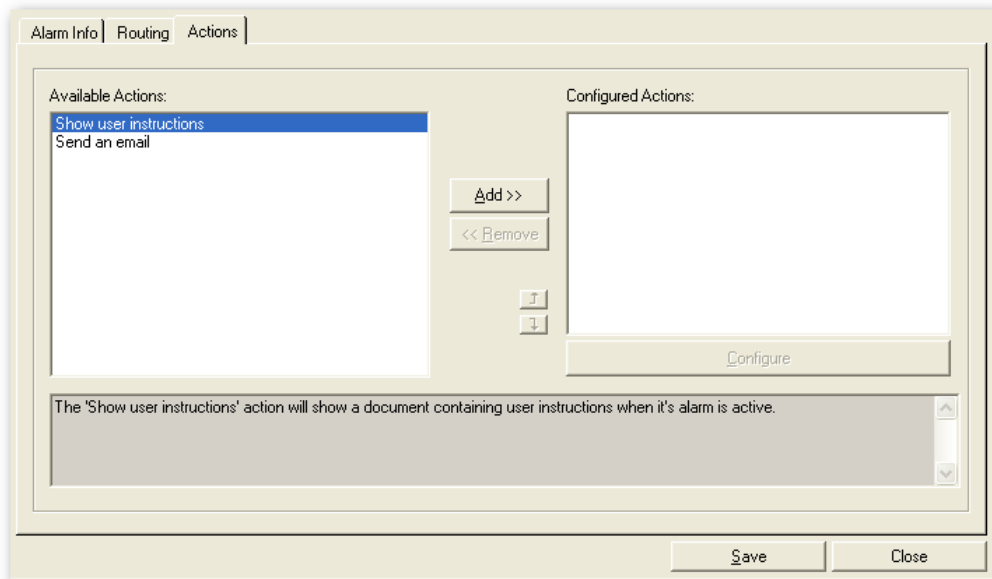 Alarm Info Routing Actions
Available Actions: Configured Actions:
Show user instructions
Send an email
Add >>
<< Remove
Configure
The 'Show user instructions' action will show a document containing user instructions when it's alarm is active.
Save Close